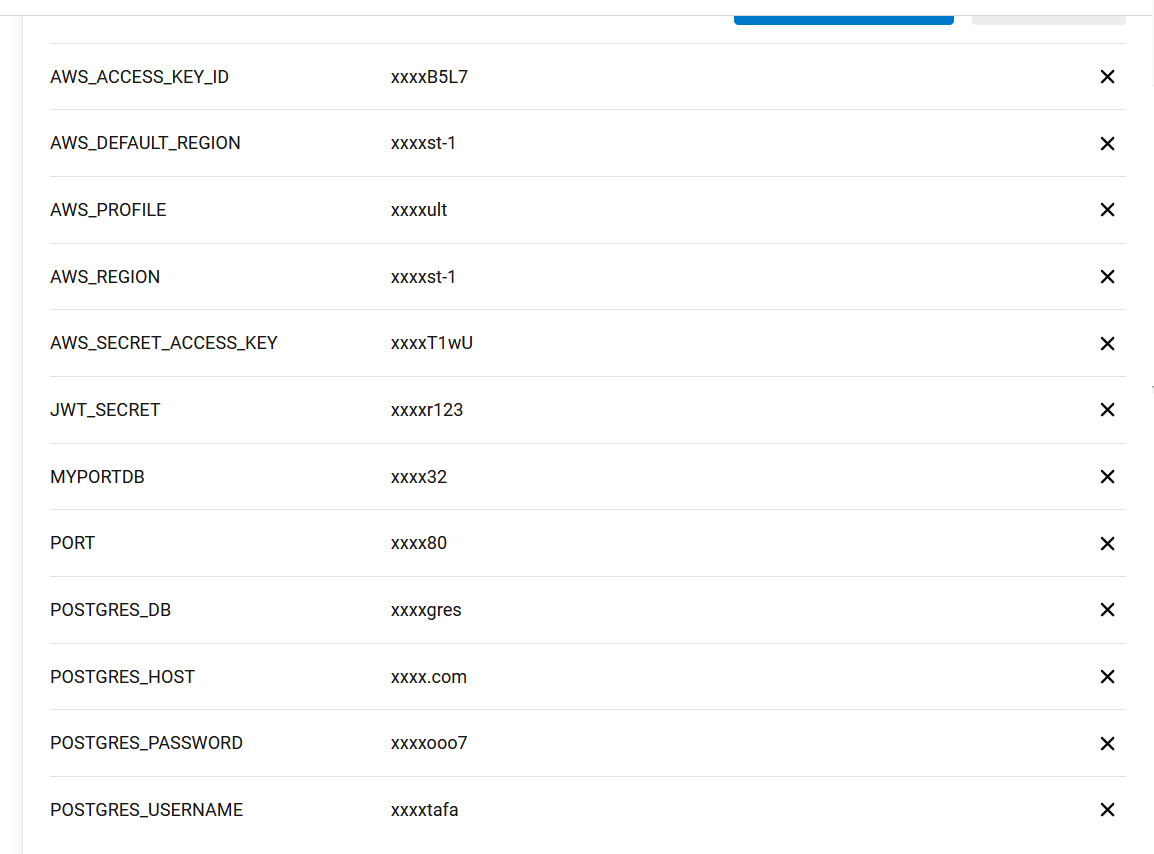 AWS_ACCESS_KEY_ID xxxxB5L7
AWS_DEFAULT_REGION xxxxst-1
AWS_PROFILE xxxxult
AWS_REGION xxxxst-1
AWS_SECRET_ACCESS_KEY xxxxT1wU
JWT_SECRET xxxxr123
MYPORTDB xxxx32
PORT xxxx80
POSTGRES_DB xxxxgres
POSTGRES_HOST xxxx.com
POSTGRES_PASSWORD xxxxooo7
POSTGRES_USERNAME xxxxtafa